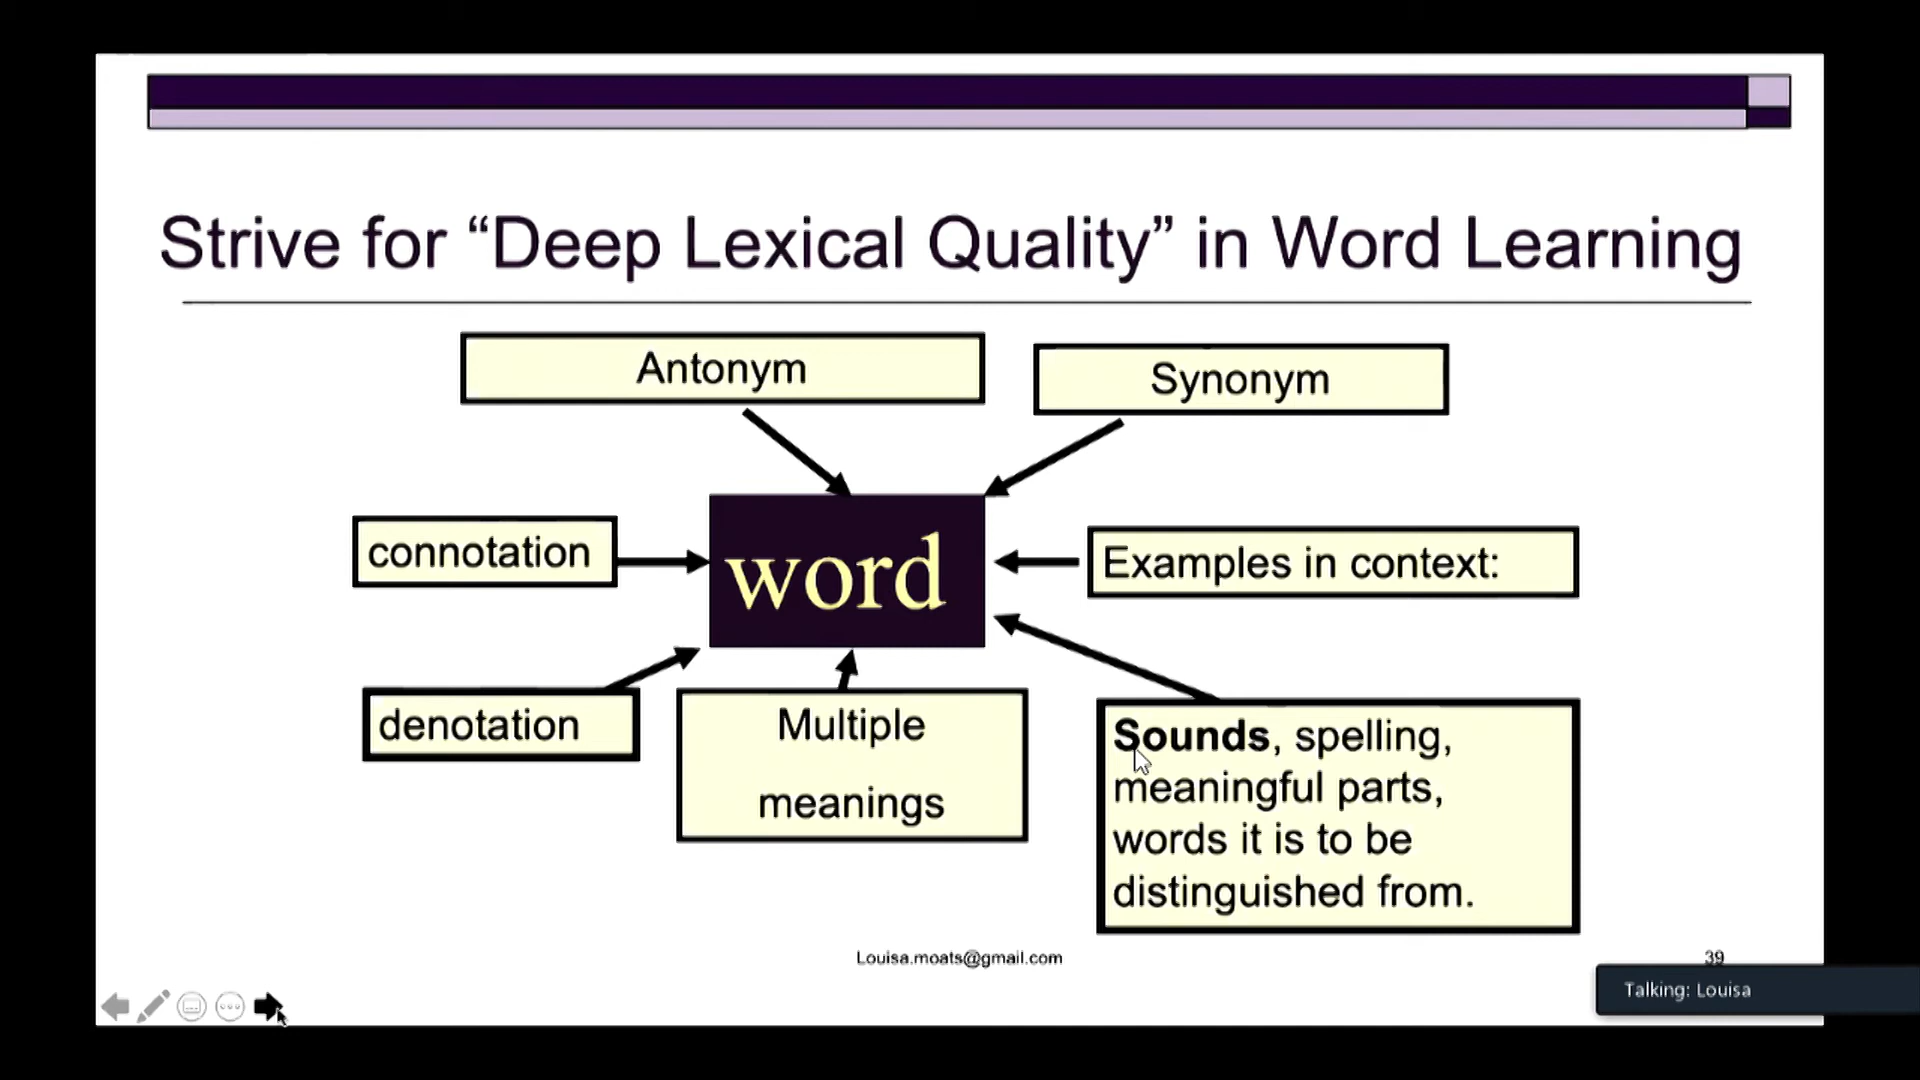 Strive for “Deep Lexical Quality” in Word Learning
Antonym
Synonym
connotation
word
Examples in context:
denotation
Multiple
meanings
Sounds, spelling,
meaningful parts,
words it is to be
distinguished from.
Louisa.moats@gmail.com
39
Talking: Louisa